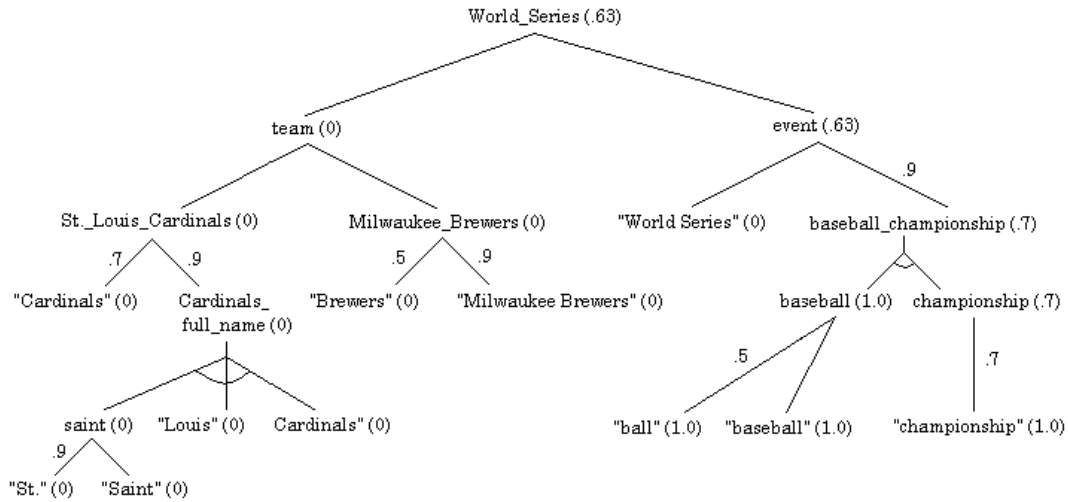 World_Series (.63)
team (0)
event (.63)
.9
St._Louis_Cardinals (0)
Milwaukee_Brewers (0)
"World Series" (0)
baseball_championship (.7)
.7
.9
.5
.9
"Cardinals" (0)
Cardinals_
full_name (0)
"Brewers" (0)
"Milwaukee Brewers" (0)
baseball (1.0)
championship (.7)
.5
.7
saint (0)
"Louis" (0)
Cardinals" (0)
"ball" (1.0)
"baseball" (1.0)
"championship" (1.0)
.9
"St." (0)
"Saint" (0)